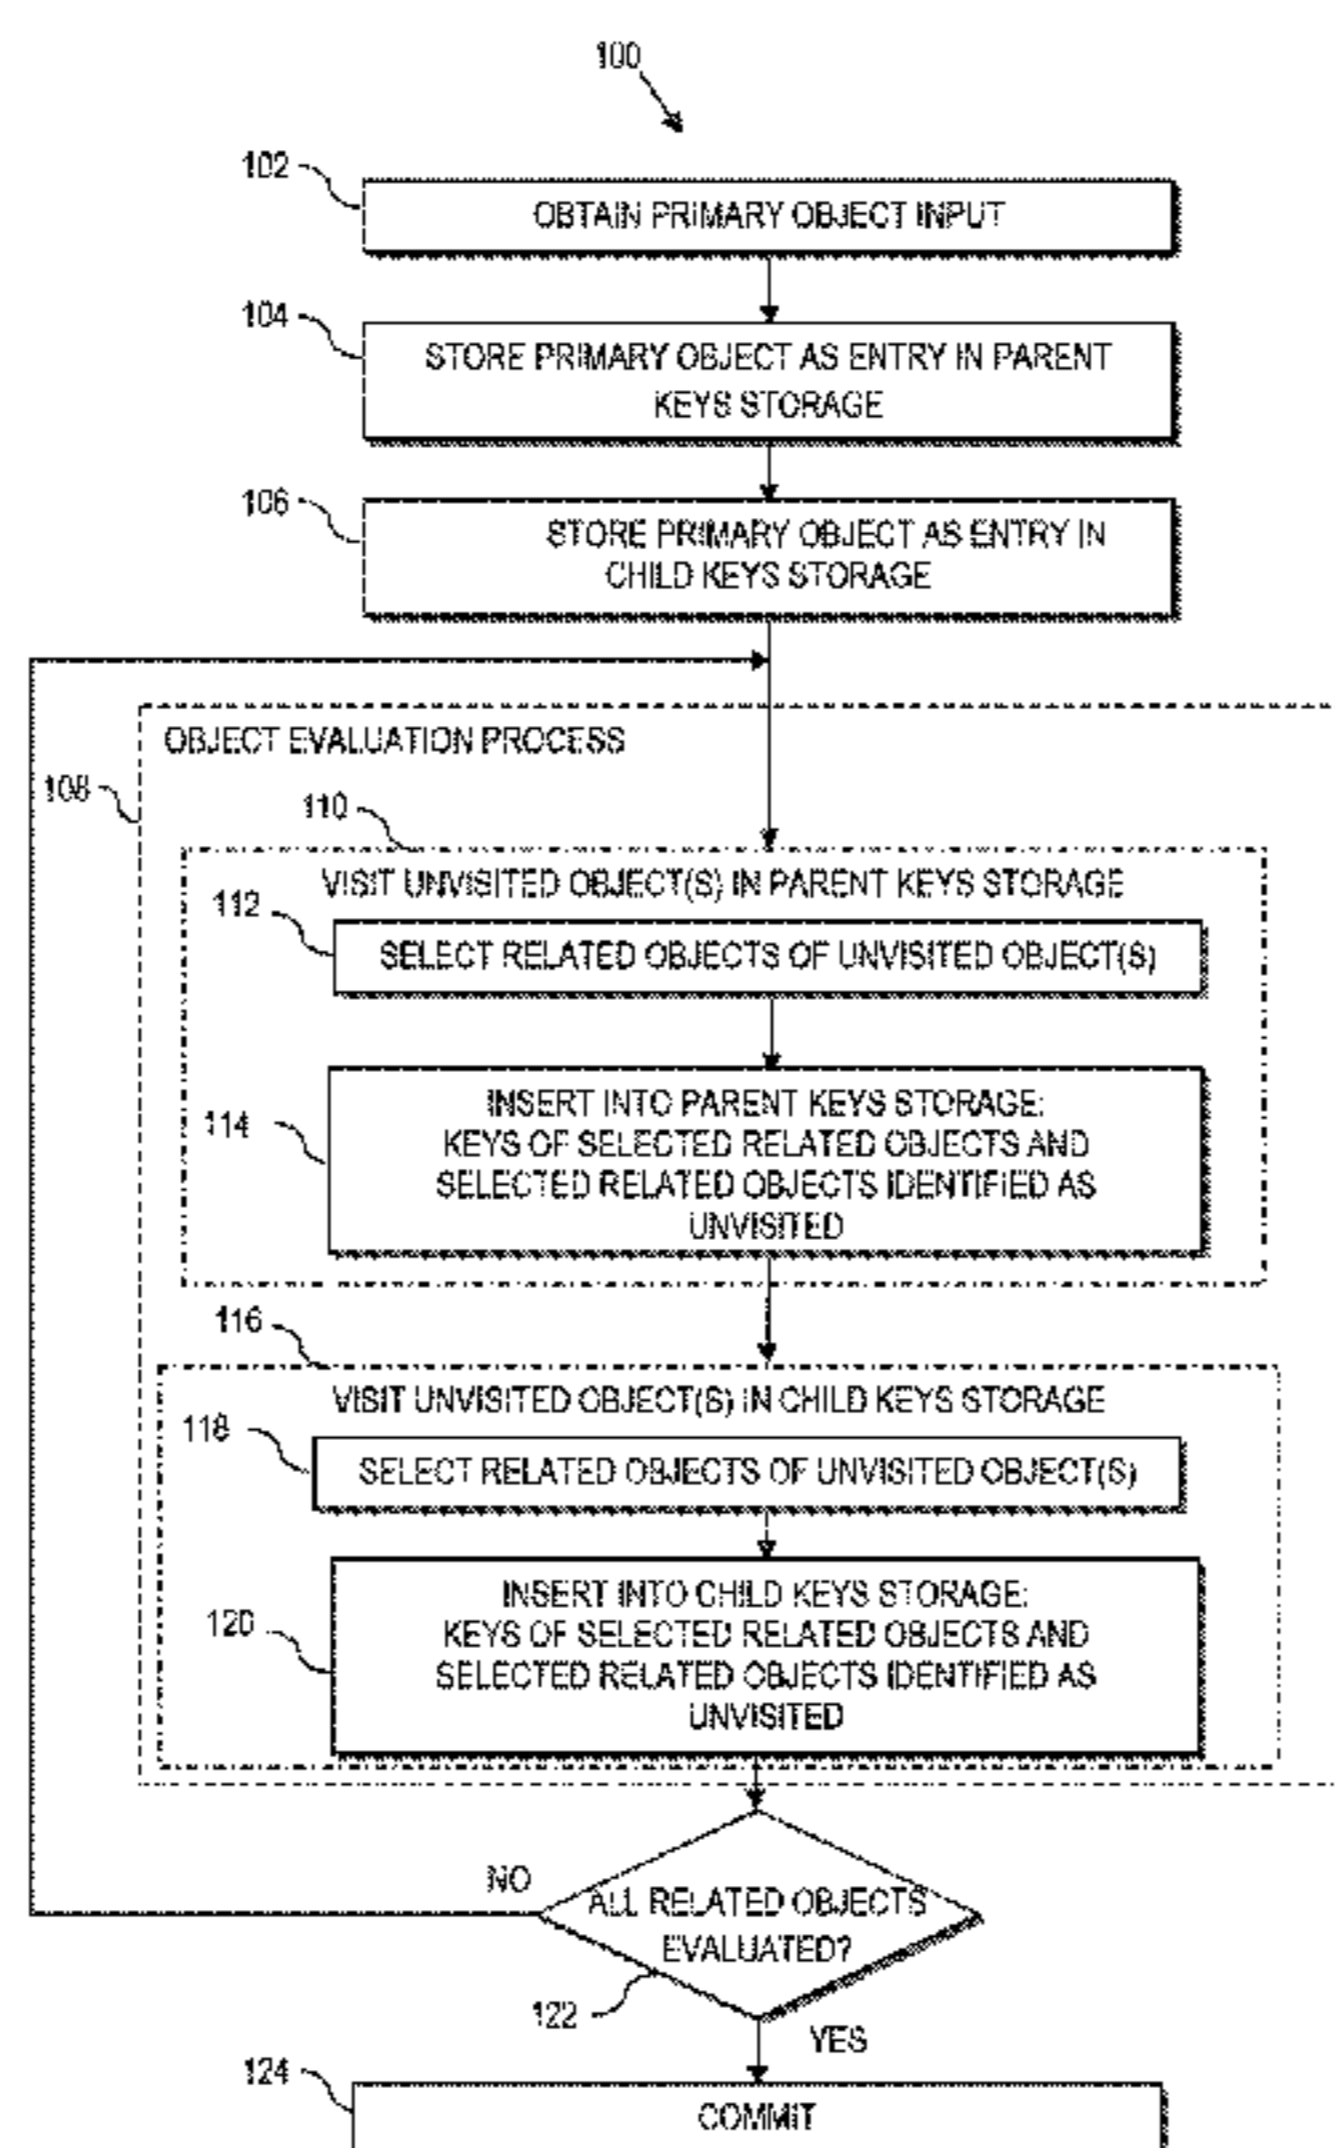 100
102
OBTAIN PRIMARY OBJECT INPUT
104
STORE PRIMARY OBJECT AS ENTRY IN PARENT
KEYS STORAGE
106
STORE PRIMARY OBJECT AS ENTRY IN
CHILD KEYS STORAGE
OBJECT EVALUATION PROCESS
108
110
VISIT UNVISITED OBJECT(S) IN PARENT KEYS STORAGE
112
SELECT RELATED OBJECTS OF UNVISITED OBJECT(S)
114
INSERT INTO PARENT KEYS STORAGE:
KEYS OF SELECTED RELATED OBJECTS AND
SELECTED RELATED OBJECTS IDENTIFIED AS
UNVISITED
116
VISIT UNVISITED OBJECT(S) IN CHILD KEYS STORAGE
118
SELECT RELATED OBJECTS OF UNVISITED OBJECT(S)
120
INSERT INTO CHILD KEYS STORAGE:
KEYS OF SELECTED RELATED OBJECTS AND
SELECTED RELATED OBJECTS IDENTIFIED AS
UNVISITED
NO
ALL RELATED OBJECTS
EVALUATED?
122
YES
124
COMMIT